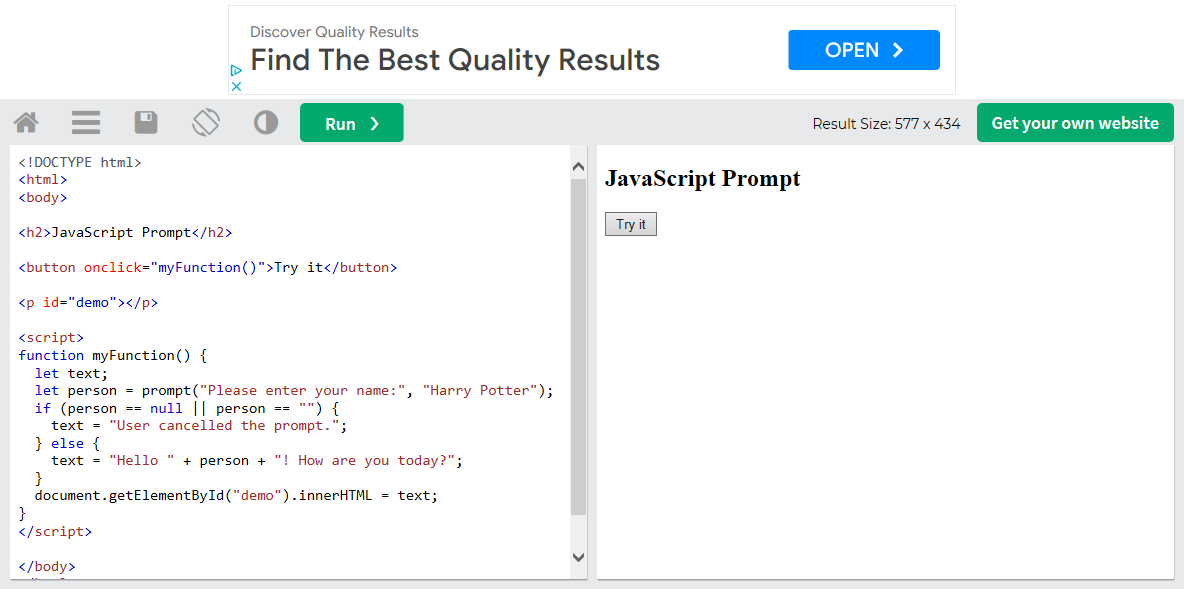 Discover Quality Results
Find The Best Quality Results
OPEN
Run
Result Size: 577 x 434
Get your own website
<!DOCTYPE html>
<html>
<body>
<h2>JavaScript Prompt</h2>
<button onclick="myFunction()">Try it</button>
<p id="demo"></p>
<script>
function myFunction() {
  let text;
  let person = prompt("Please enter your name:", "Harry Potter");
  if (person == null || person == "") {
    text = "User cancelled the prompt.";
  } else {
    text = "Hello " + person + "! How are you today?";
  }
  document.getElementById("demo").innerHTML = text;
}
</script>
</body>
JavaScript Prompt
Try it